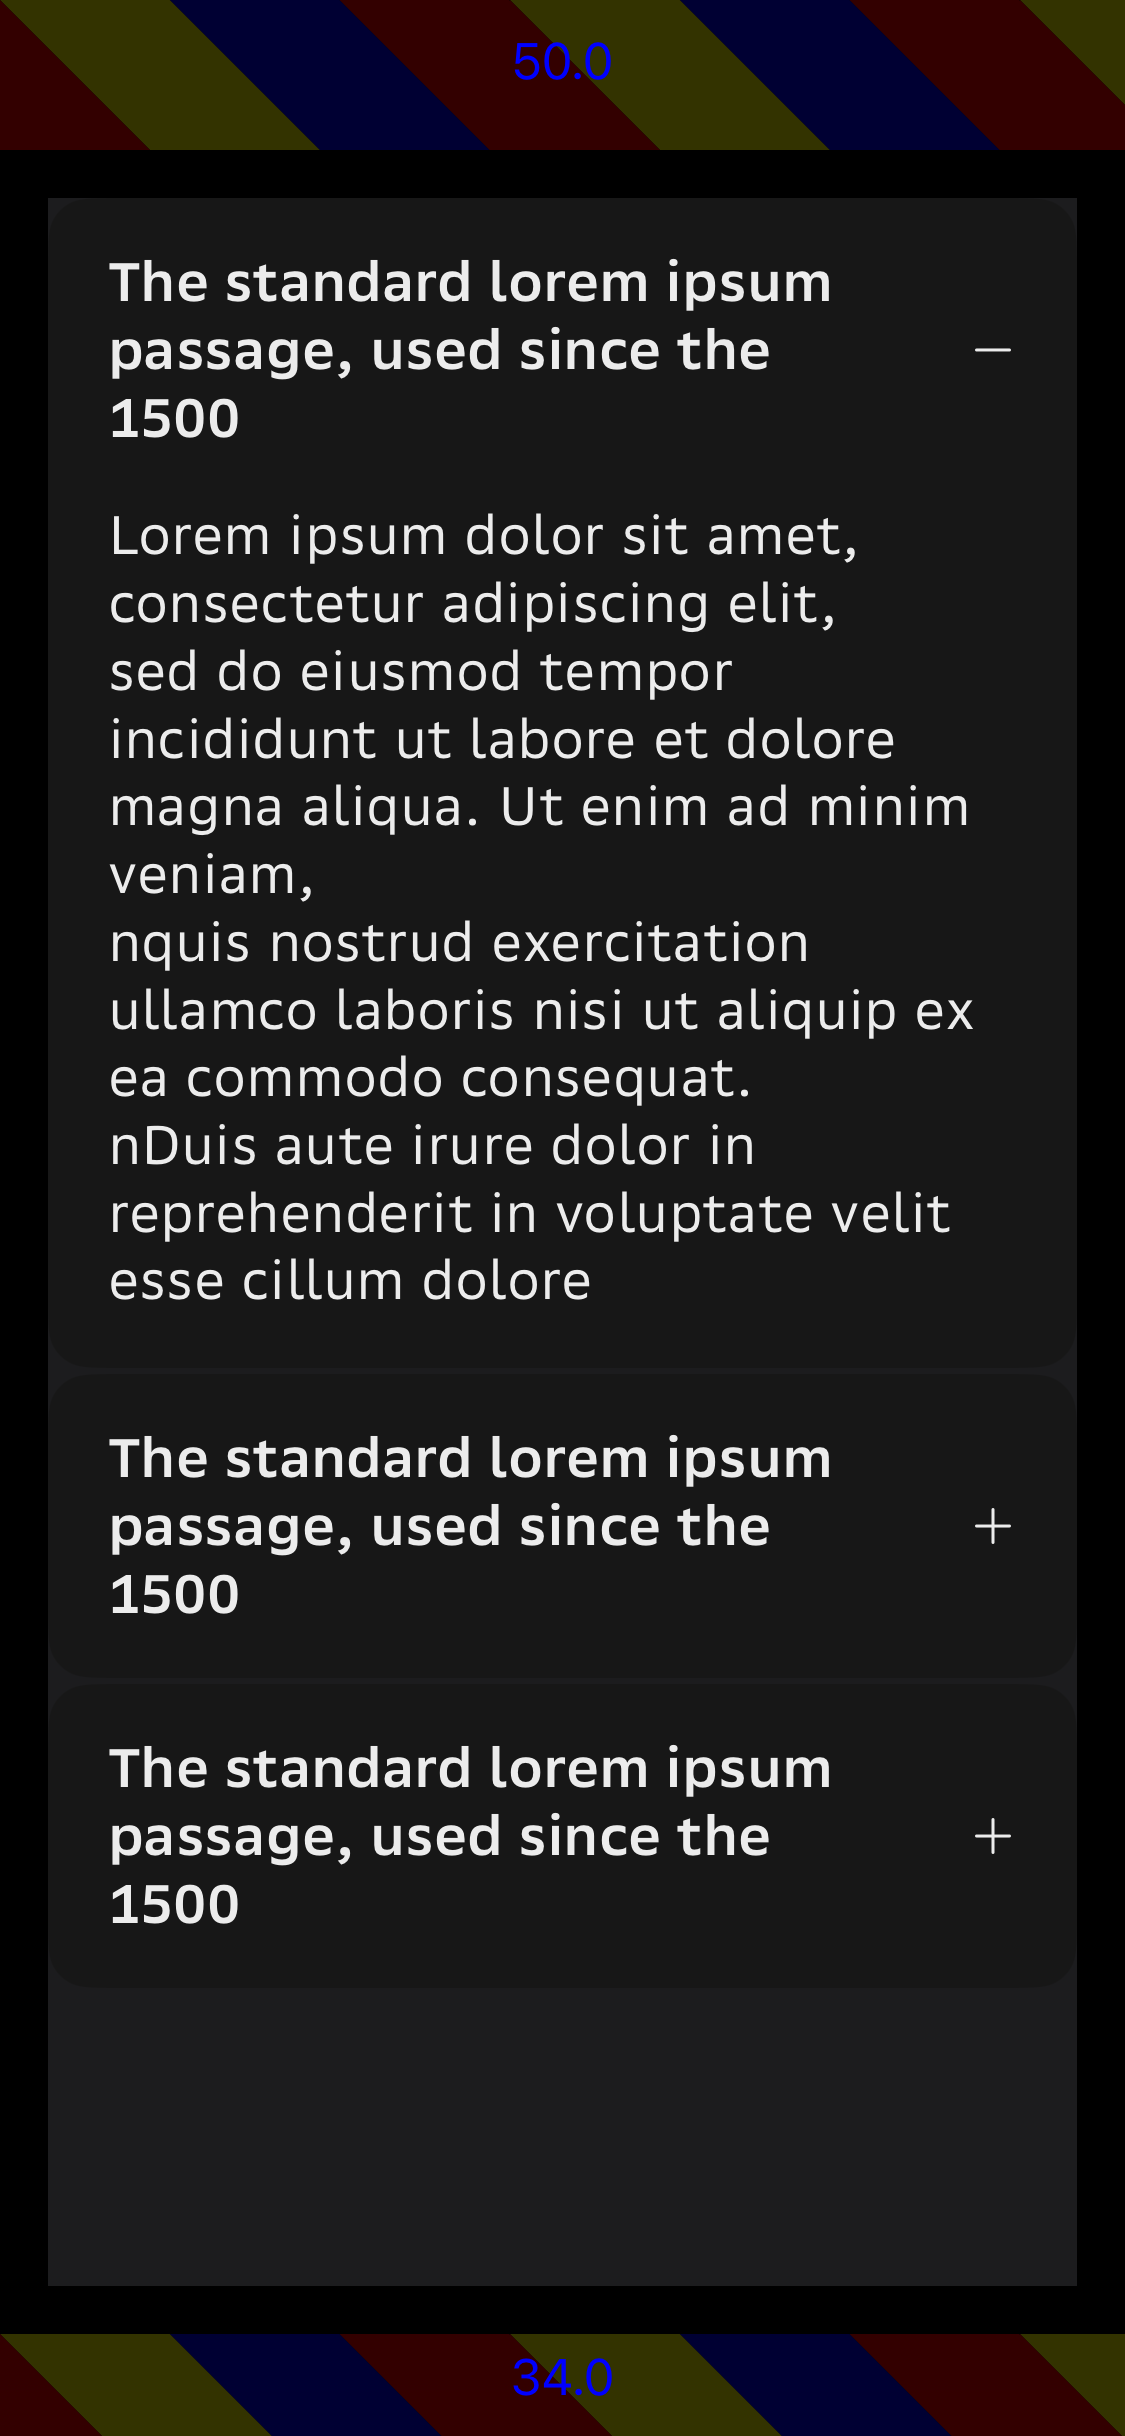 50.0
The standard lorem ipsum
passage, used since the
1500
Lorem ipsum dolor sit amet,
consectetur adipiscing elit,
sed do eiusmod tempor
incididunt ut labore et dolore
magna aliqua. Ut enim ad minim
veniam,
nquis nostrud exercitation
ullamco laboris nisi ut aliquip ex
ea commodo consequat.
nDuis aute irure dolor in
reprehenderit in voluptate velit
esse cillum dolore
The standard lorem ipsum
passage, used since the
1500
The standard lorem ipsum
passage, used since the
1500
34.0